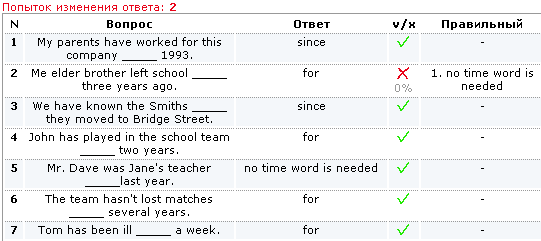 Попыток изменения ответа: 2
N Вопрос Ответ v/x Правильный
1 My parents have worked for this since -
company _____ 1993.
2 Me elder brother left school _____ for 1. no time word is
three years ago. 0% needed
3 We have known the Smiths _____ since -
they moved to Bridge Street.
4 John has played in the school team for -
_____ two years.
5 Mr. Dave was Jane's teacher no time word is needed -
_____last year.
6 The team hasn't lost matches for -
_____ several years.
7 Tom has been ill _____ a week. for -